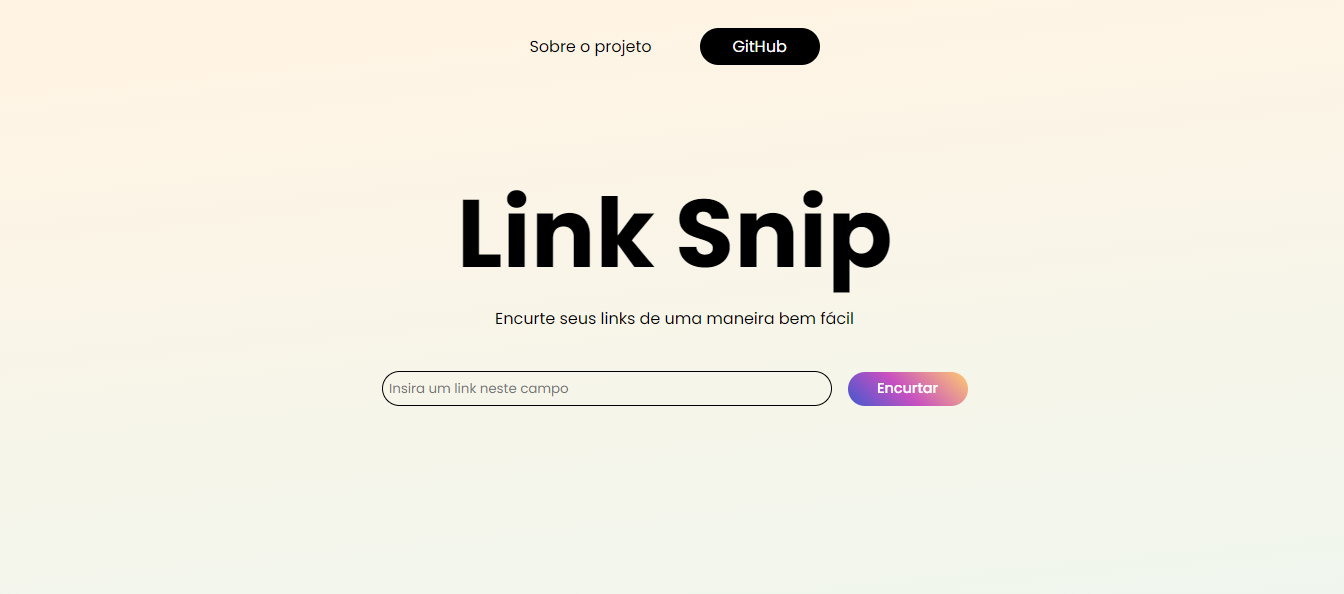 Sobre o projeto GitHub
Link Snip
Encurte seus links de uma maneira bem fácil
Insira um link neste campo Encurtar